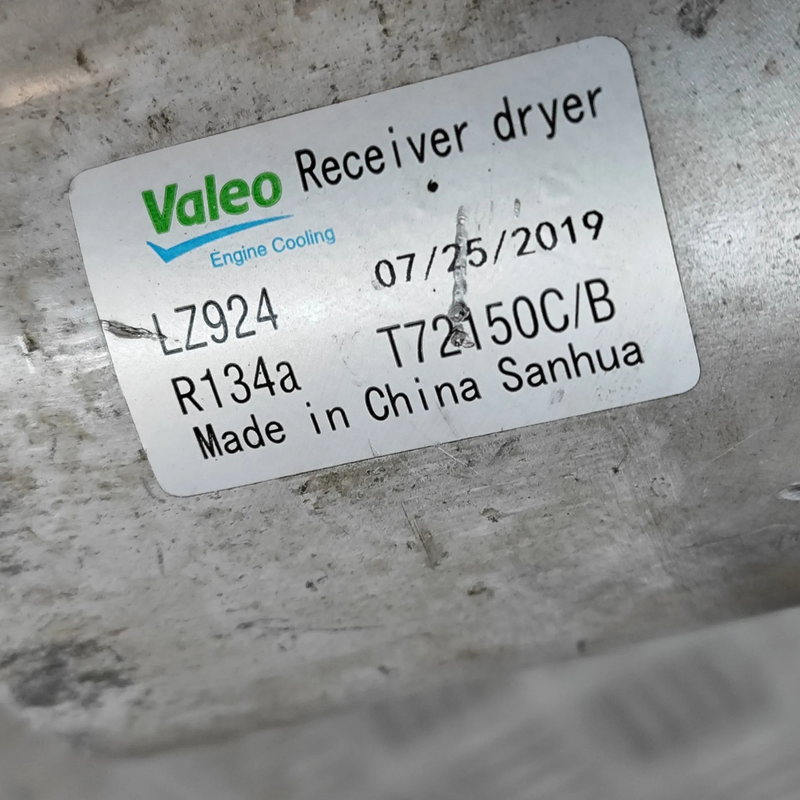 Valeo Receiver dryer
Engine Cooling
07/25/2019
LZ924 T72150C/B
R134a
Made in China Sanhua